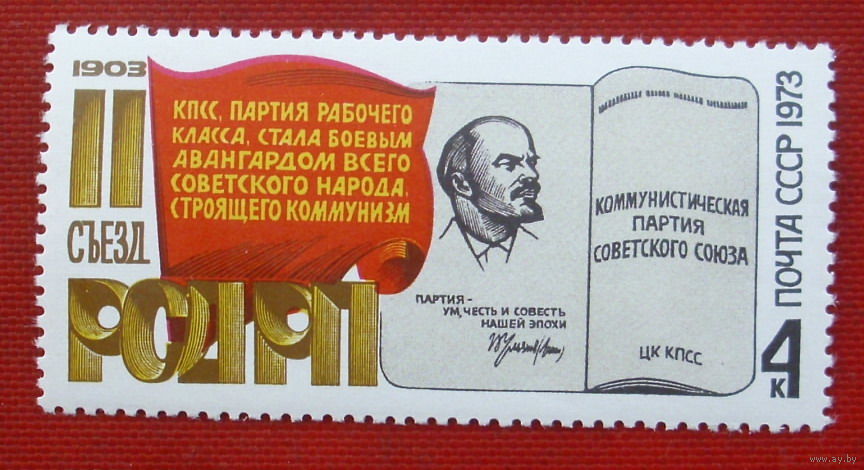 1903
II
СЪЕЗД
РСДРП
КПСС, ПАРТИЯ РАБОЧЕГО
КЛАССА, СТАЛА БОЕВЫМ
АВАНГАРДОМ ВСЕГО
СОВЕТСКОГО НАРОДА,
СТРОЯЩЕГО КОММУНИЗМ
ПАРТИЯ -
УМ, ЧЕСТЬ И СОВЕСТЬ
НАШЕЙ ЭПОХИ
КОММУНИСТИЧЕСКАЯ
ПАРТИЯ
СОВЕТСКОГО СОЮЗА
ЦК КПСС
ПОЧТА СССР 1973
4
К
www.ay.by